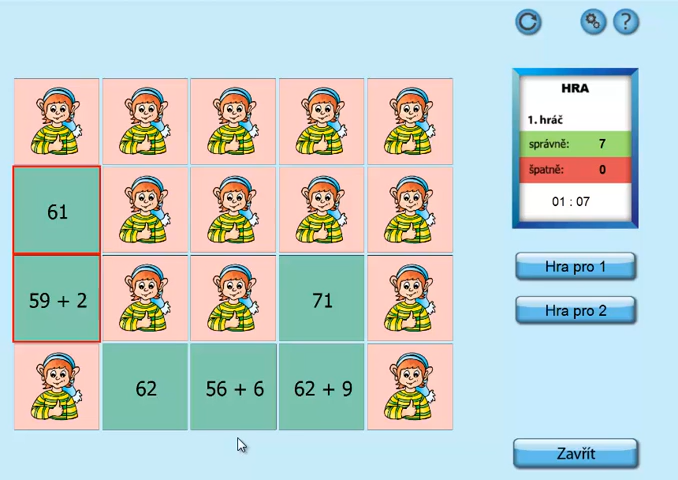 ?
HRA
1. hráč
správně: 7
špatně: 0
01 : 07
61
59 + 2
71
62
56 + 6
62 + 9
Hra pro 1
Hra pro 2
Zavřít